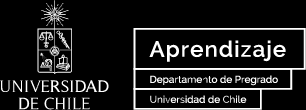 UNIVERSIDAD
DE CHILE
Aprendizaje
Departamento de Pregrado
Universidad de Chile